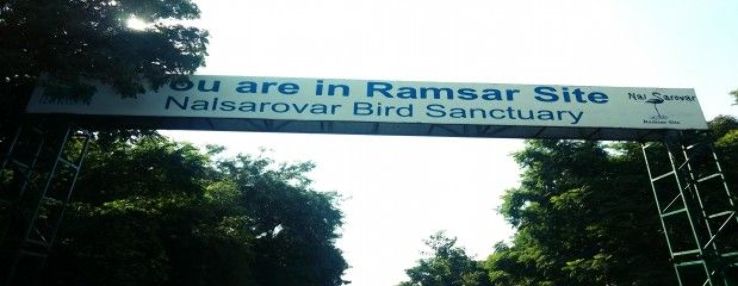 ou are in Ramsar Site
Nalsarovar Bird Sanctuary
Nal Sarovar
Ramsar Site